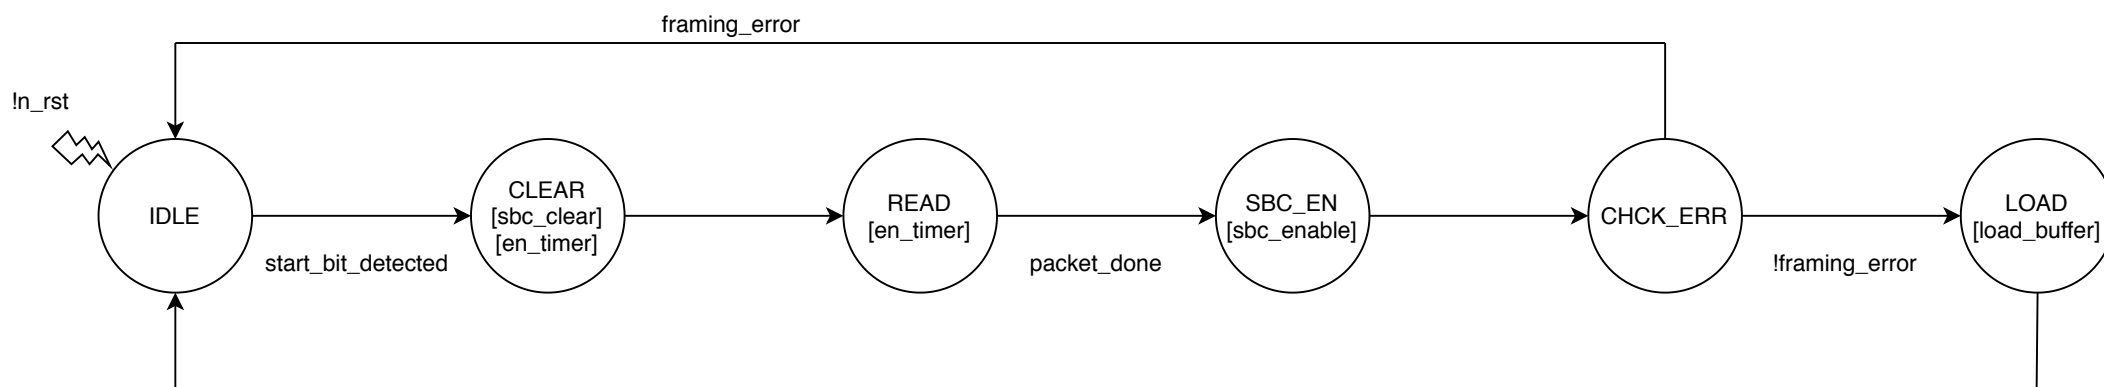 framing_error
!n_rst
IDLE
start_bit_detected
CLEAR
[sbc_clear]
[en_timer]
READ
[en_timer]
packet_done
SBC_EN
[sbc_enable]
CHCK_ERR
!framing_error
LOAD
[load_buffer]